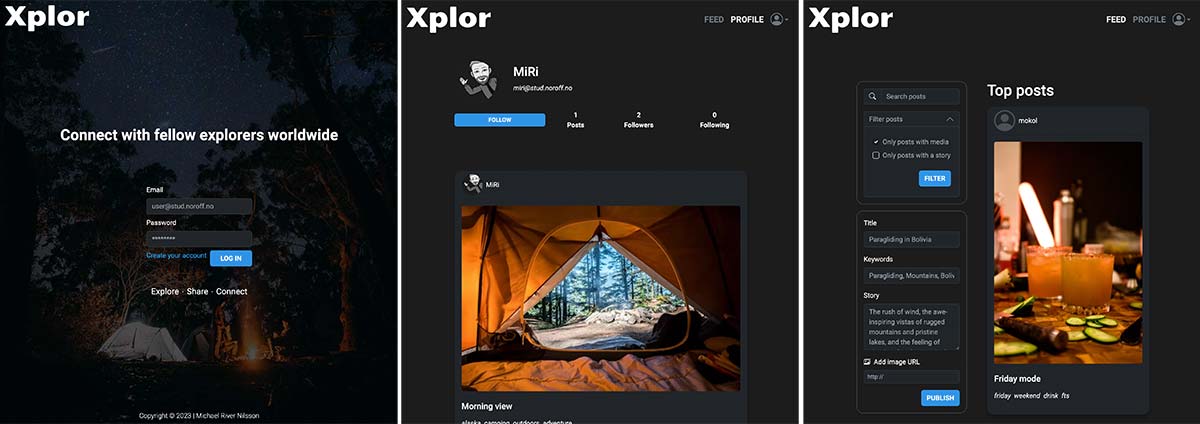 Xplor
Connect with fellow explorers worldwide
Email
user@stud.noroff.no
Password
********
Create your account
LOG IN
Explore · Share · Connect
Copyright © 2023 | Michael River Nilsson
Xplor
FEED PROFILE
MiRi
miri@stud.noroff.no
FOLLOW
1
Posts
2
Followers
0
Following
MiRi
Morning view
alaska camping outdoors adventure
Xplor
FEED PROFILE
Search posts
Filter posts
Only posts with media
Only posts with a story
FILTER
Title
Paragliding in Bolivia
Keywords
Paragliding, Mountains, Boliv
Story
The rush of wind, the awe-
inspiring vistas of rugged
mountains and pristine
lakes, and the feeling of
Add image URL
http://
PUBLISH
Top posts
mokol
Friday mode
friday weekend drink fts